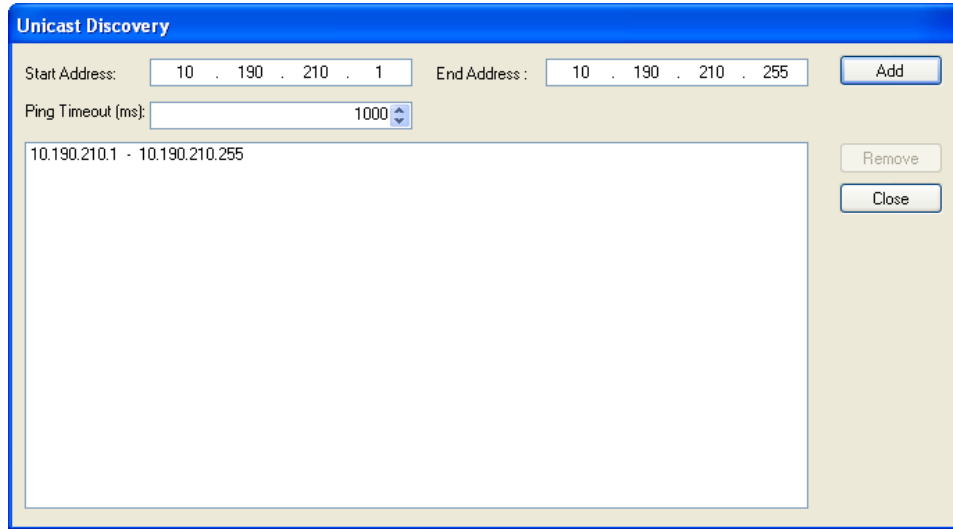 Unicast Discovery
Start Address: 10 . 190 . 210 . 1 End Address : 10 . 190 . 210 . 255 Add
Ping Timeout (ms): 1000
10.190.210.1 - 10.190.210.255
Remove
Close